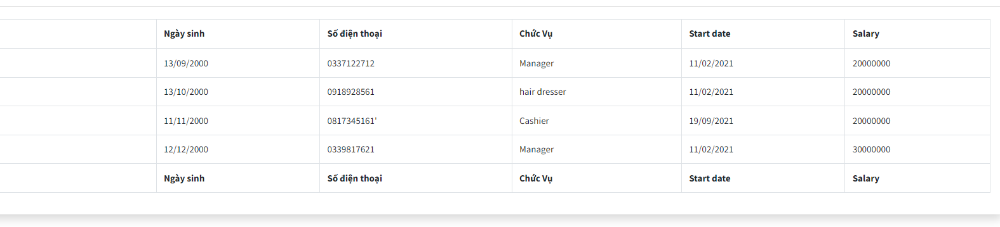 Ngày sinh Số điện thoại Chức Vụ Start date Salary
13/09/2000 0337122712 Manager 11/02/2021 20000000
13/10/2000 0918928561 hair dresser 11/02/2021 20000000
11/11/2000 0817345161' Cashier 19/09/2021 20000000
12/12/2000 0339817621 Manager 11/02/2021 30000000
Ngày sinh Số điện thoại Chức Vụ Start date Salary